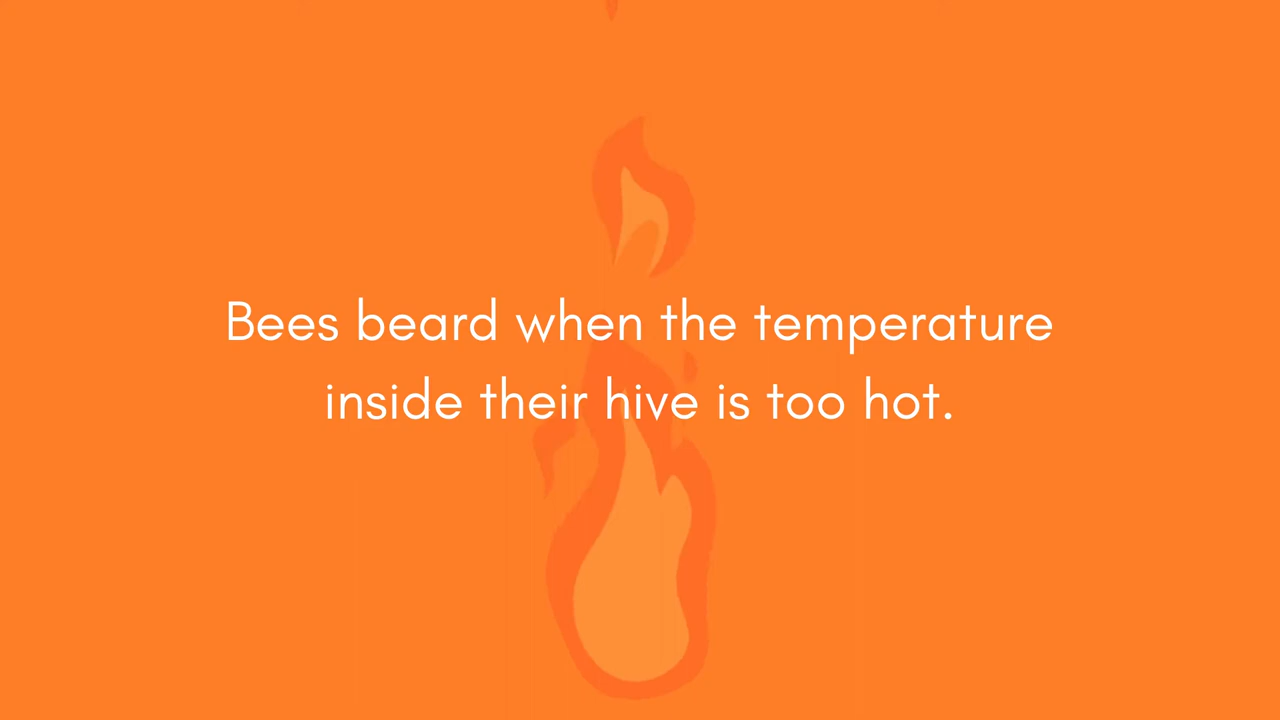 Bees beard when the temperature
inside their hive is too hot.